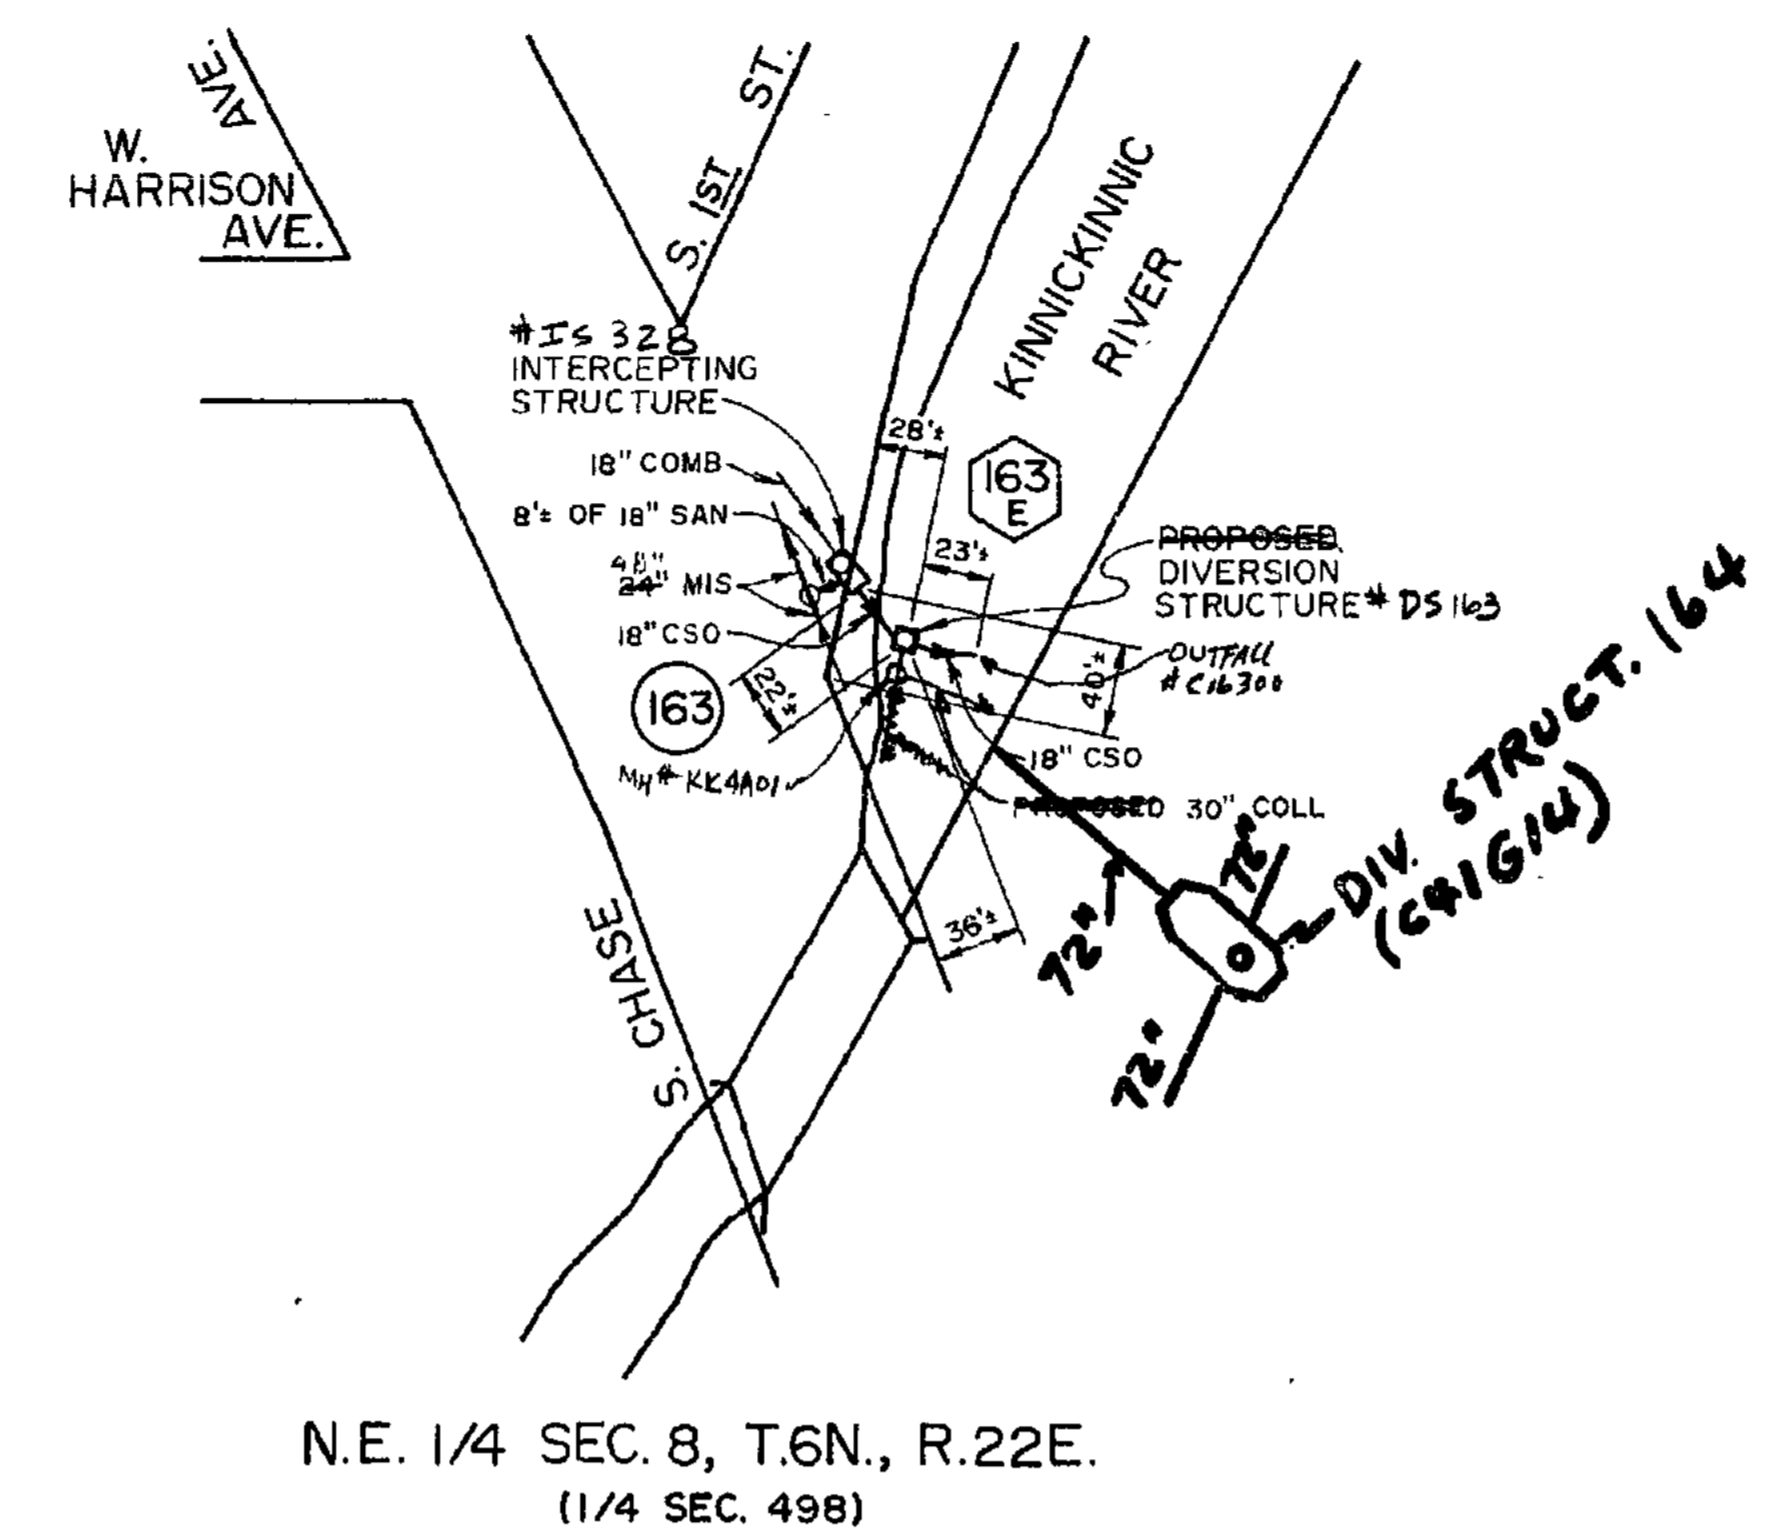 AVE.
W.
HARRISON
AVE.
S. 1ST ST.
KINNICKINNIC
RIVER
#IS 328
INTERCEPTING
STRUCTURE
28'±
18" COMB
163
E
8'± OF 18" SAN
PROPOSED
23'±
DIVERSION
48"
24" MIS
STRUCTURE # DS 163
18" CSO
OUTFALL
#C16300
40'±
163
22'±
18" CSO
MH# KK4A01
PROPOSED 30" COLL
DIV. STRUCT. 164
72"
72"
72"
36'±
S. CHASE
N.E. 1/4 SEC. 8, T.6N., R.22E.
(1/4 SEC. 498)